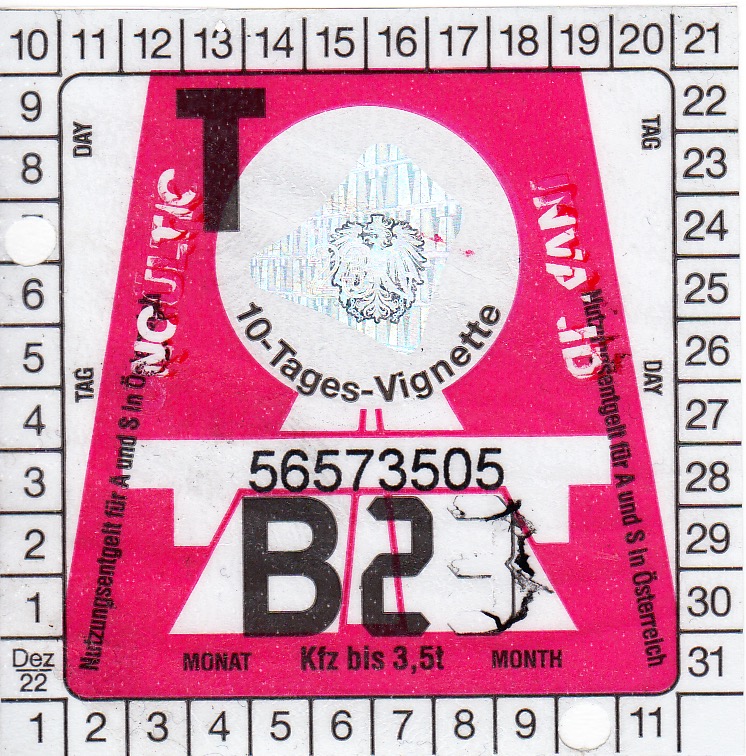 10 11 12 13 14 15 16 17 18 19 20 21
9 22
8 23
24
6 25
5 26
4 27
3 28
2 29
1 30
Dez
22
31
1 2 3 4 5 6 7 8 9 11
DAY
TAG
T
INVALID
10-Tages-Vignette
TAG
DAY
56573505
B23
Nutzungsentgelt für A und S in
Nutzungsentgelt für A und S in Österreich
MONAT Kfz bis 3,5t MONTH